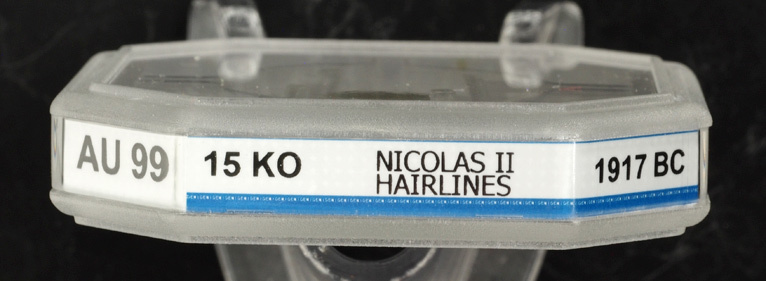 AU 99 15 KO NICOLAS II 1917 BC
HAIRLINES